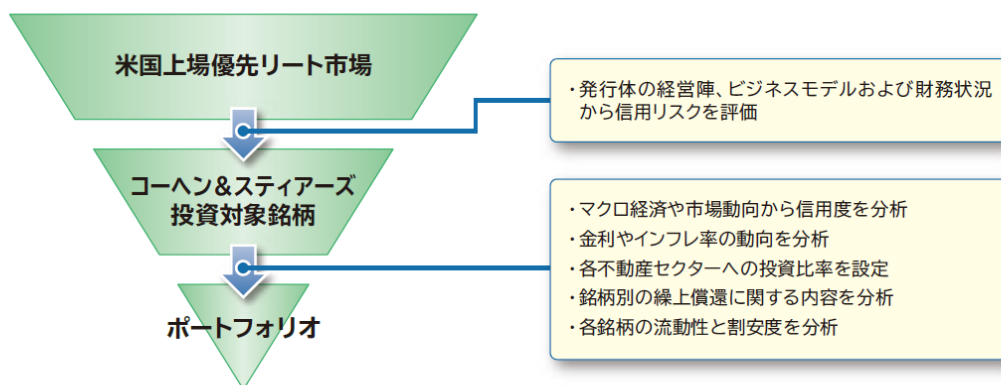 米国上場優先リート市場
・発行体の経営陣、ビジネスモデルおよび財務状況
から信用リスクを評価
コーヘン&スティアーズ
投資対象銘柄
・マクロ経済や市場動向から信用度を分析
・金利やインフレ率の動向を分析
・各不動産セクターへの投資比率を設定
・銘柄別の繰上償還に関する内容を分析
・各銘柄の流動性と割安度を分析
ポートフォリオ